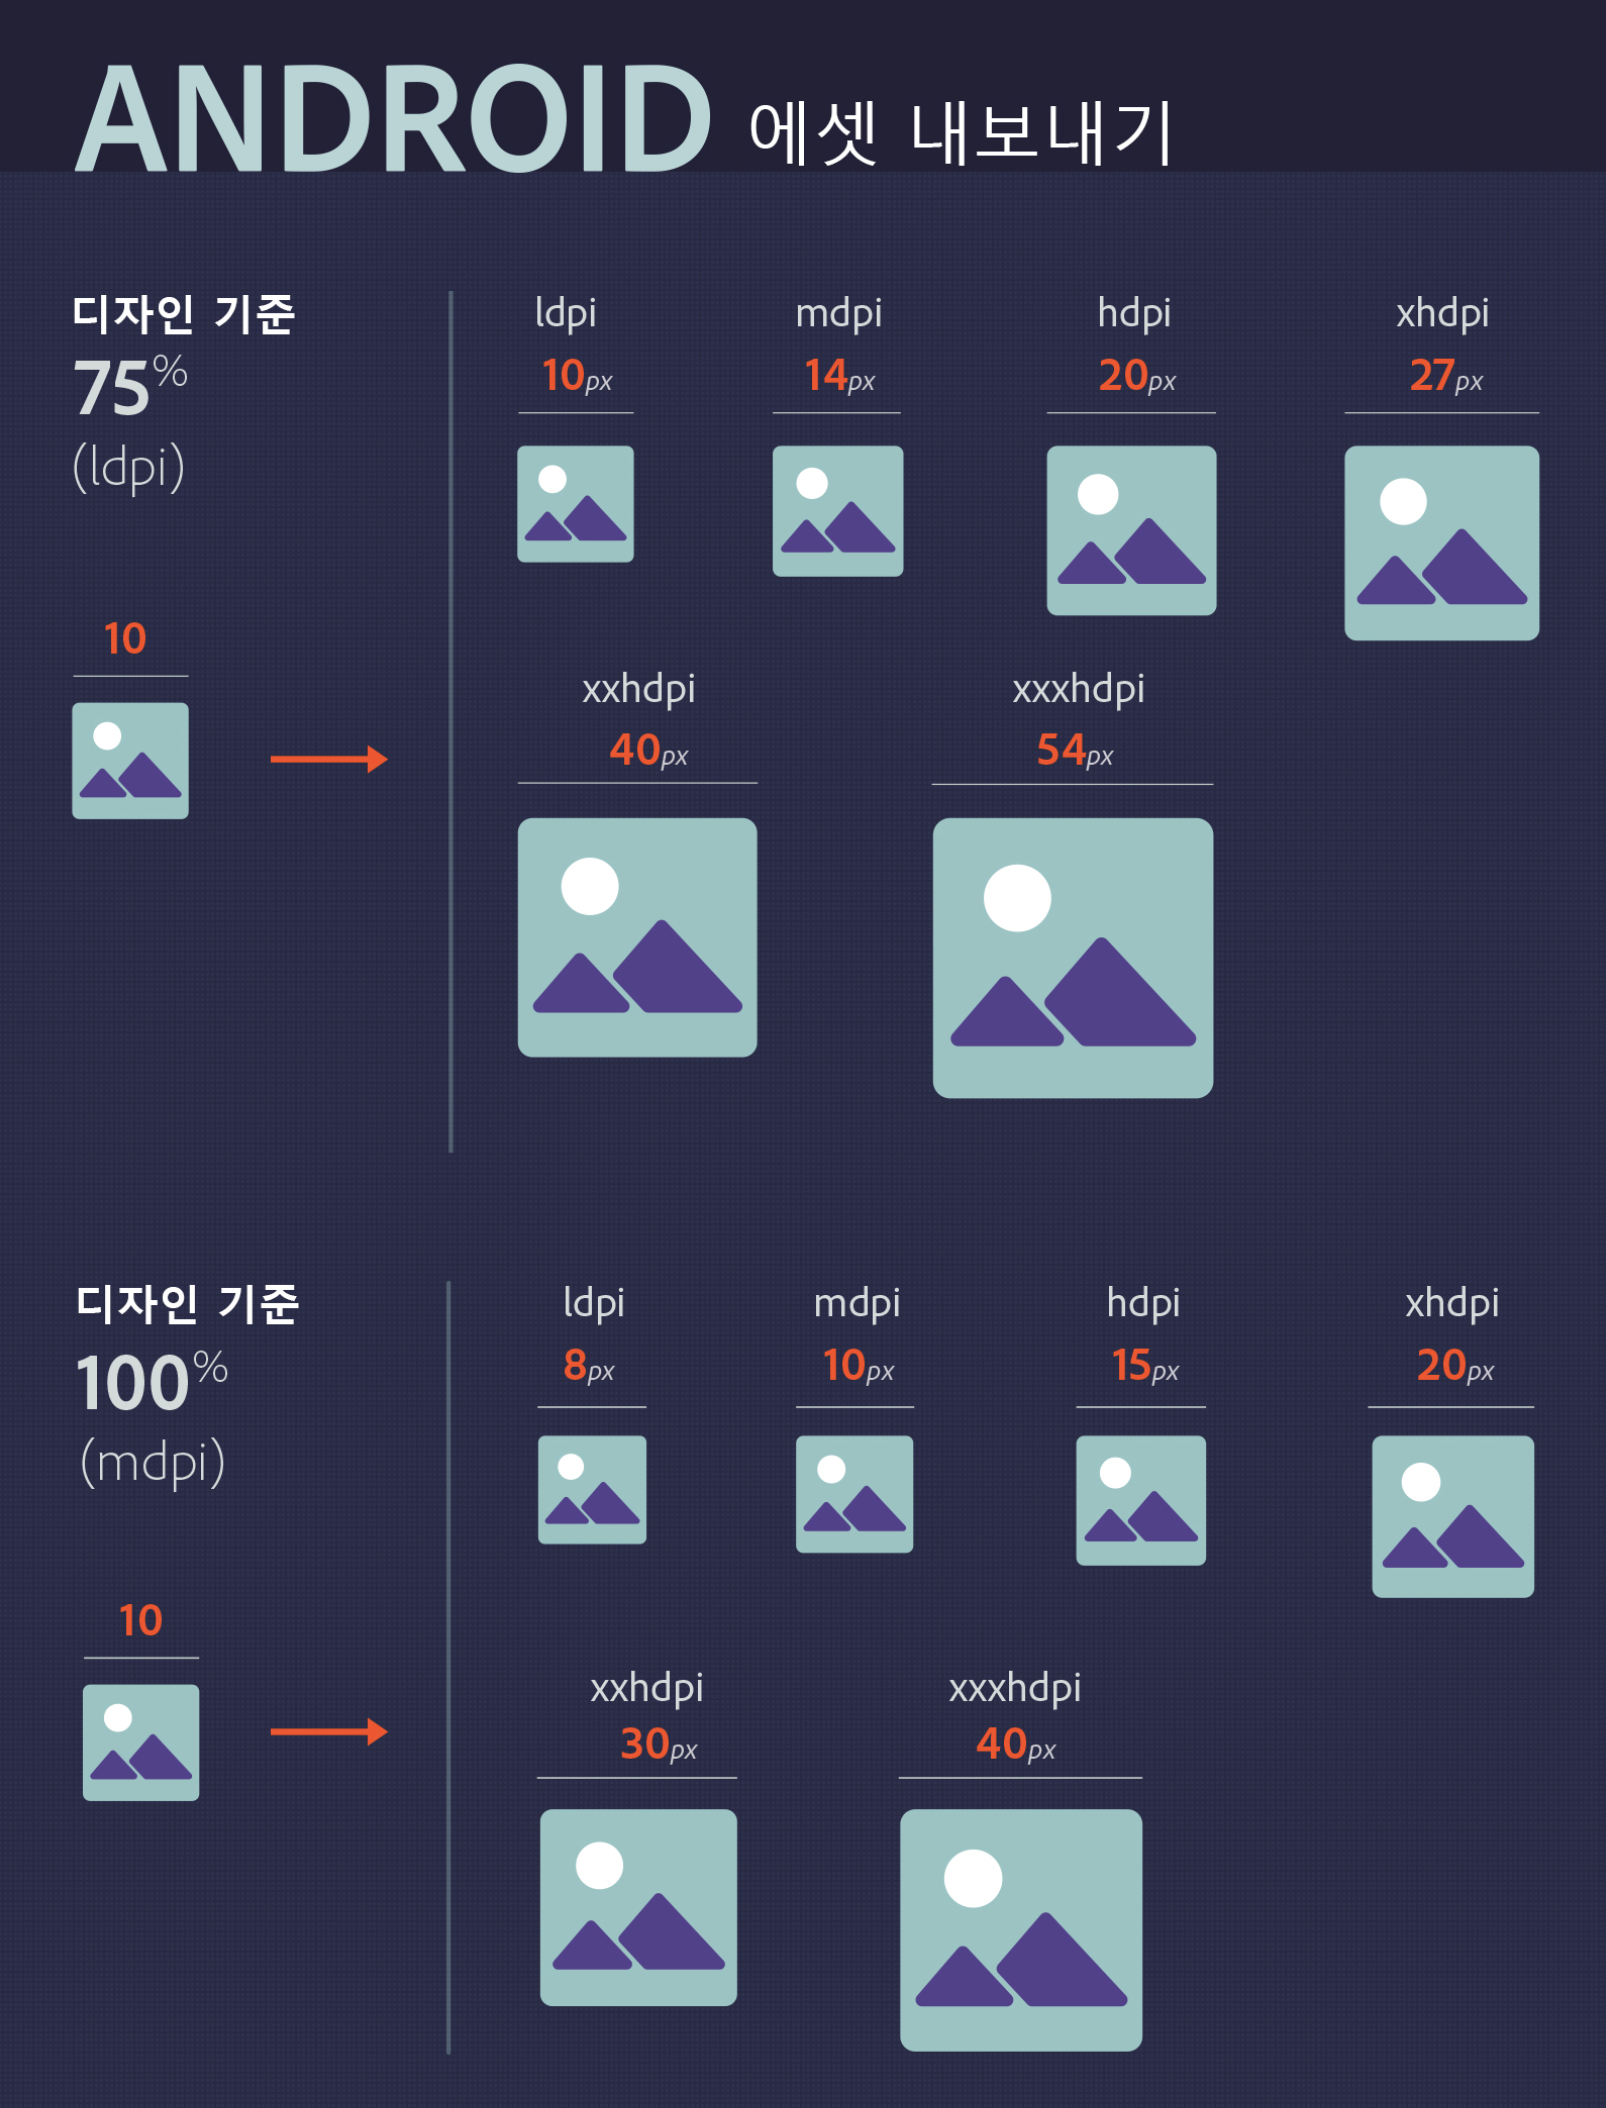 ANDROID 에셋 내보내기
디자인 기준
75%
(ldpi)
10
ldpi
10px
mdpi
14px
hdpi
20px
xhdpi
27px
xxhdpi
40px
xxxhdpi
54px
디자인 기준
100%
(mdpi)
10
ldpi
8px
mdpi
10px
hdpi
15px
xhdpi
20px
xxhdpi
30px
xxxhdpi
40px